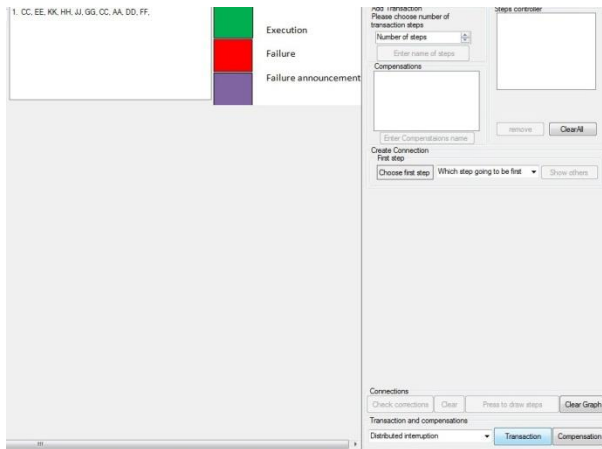 1. CC, EE, KK, HH, JJ, GG, CC, AA, DD, FF,
Execution
Failure
Failure announcement
Add Transaction
Please choose number of
transaction steps
Number of steps
Enter name of steps
Compensations
Enter Compenstaions name
Steps controller
remove
ClearAll
Create Connection
First step
Choose first step
Which step going to be first
Show others
Connections
Check corrections
Clear
Press to draw steps
Clear Graph
Transaction and compensations
Distributed interruption
Transaction
Compensation